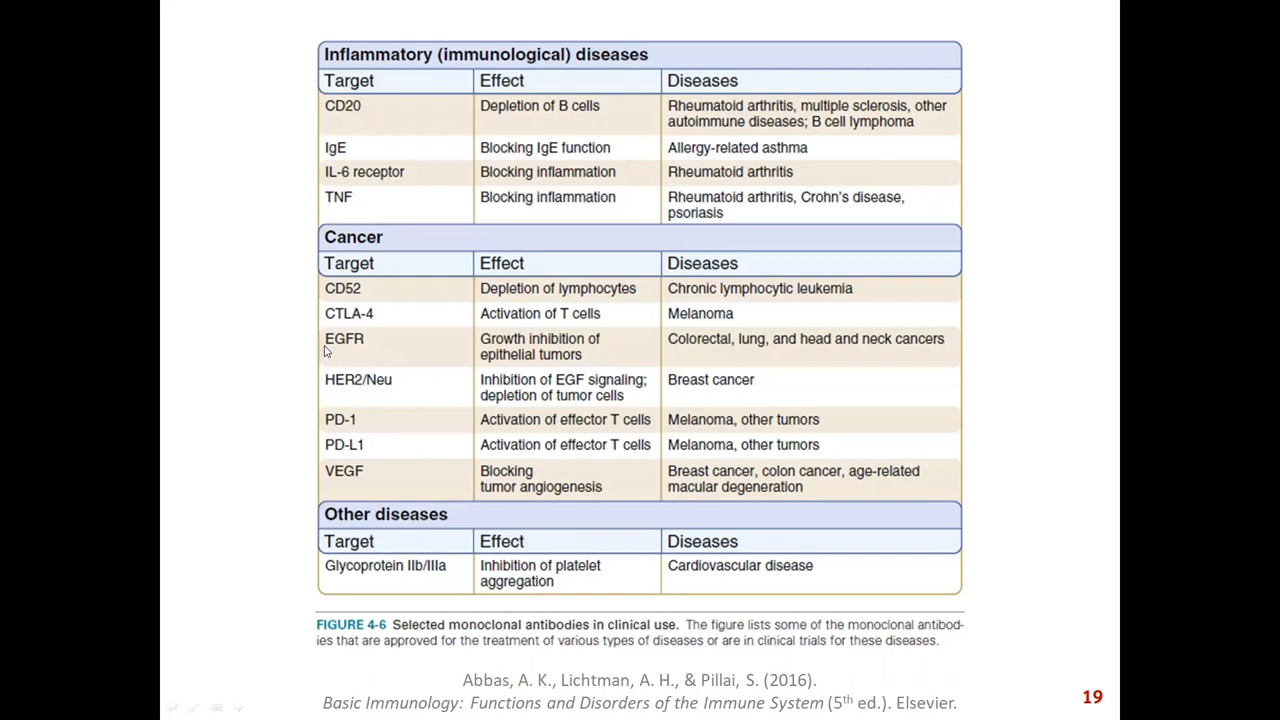 Inflammatory (immunological) diseases
Target Effect Diseases
CD20 Depletion of B cells Rheumatoid arthritis, multiple sclerosis, other
autoimmune diseases; B cell lymphoma
IgE Blocking IgE function Allergy-related asthma
IL-6 receptor Blocking inflammation Rheumatoid arthritis
TNF Blocking inflammation Rheumatoid arthritis, Crohn's disease,
psoriasis
Cancer
Target Effect Diseases
CD52 Depletion of lymphocytes Chronic lymphocytic leukemia
CTLA-4 Activation of T cells Melanoma
EGFR Growth inhibition of Colorectal, lung, and head and neck cancers
epithelial tumors
HER2/Neu Inhibition of EGF signaling; Breast cancer
depletion of tumor cells
PD-1 Activation of effector T cells Melanoma, other tumors
PD-L1 Activation of effector T cells Melanoma, other tumors
VEGF Blocking Breast cancer, colon cancer, age-related
tumor angiogenesis macular degeneration
Other diseases
Target Effect Diseases
Glycoprotein IIb/IIIa Inhibition of platelet Cardiovascular disease
aggregation
FIGURE 4-6 Selected monoclonal antibodies in clinical use. The figure lists some of the monoclonal antibod-
ies that are approved for the treatment of various types of diseases or are in clinical trials for these diseases.
Abbas, A. K., Lichtman, A. H., & Pillai, S. (2016).
Basic Immunology: Functions and Disorders of the Immune System (5th ed.). Elsevier.
19